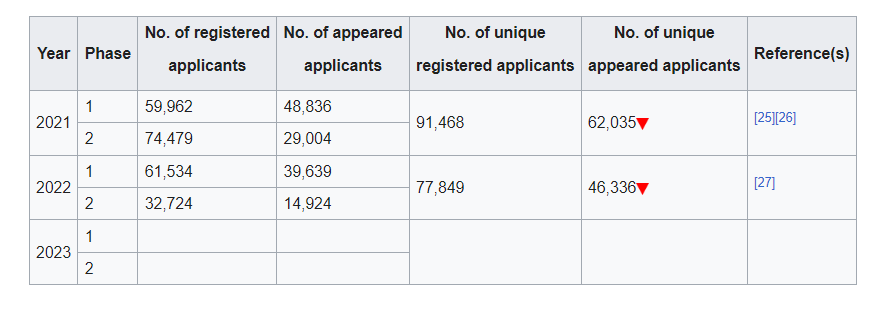 Year Phase No. of registered applicants No. of appeared applicants No. of unique registered applicants No. of unique appeared applicants Reference(s)
2021 1 59,962 48,836 91,468 62,035▼ [25][26]
2 74,479 29,004
2022 1 61,534 39,639 77,849 46,336▼ [27]
2 32,724 14,924
2023 1
2